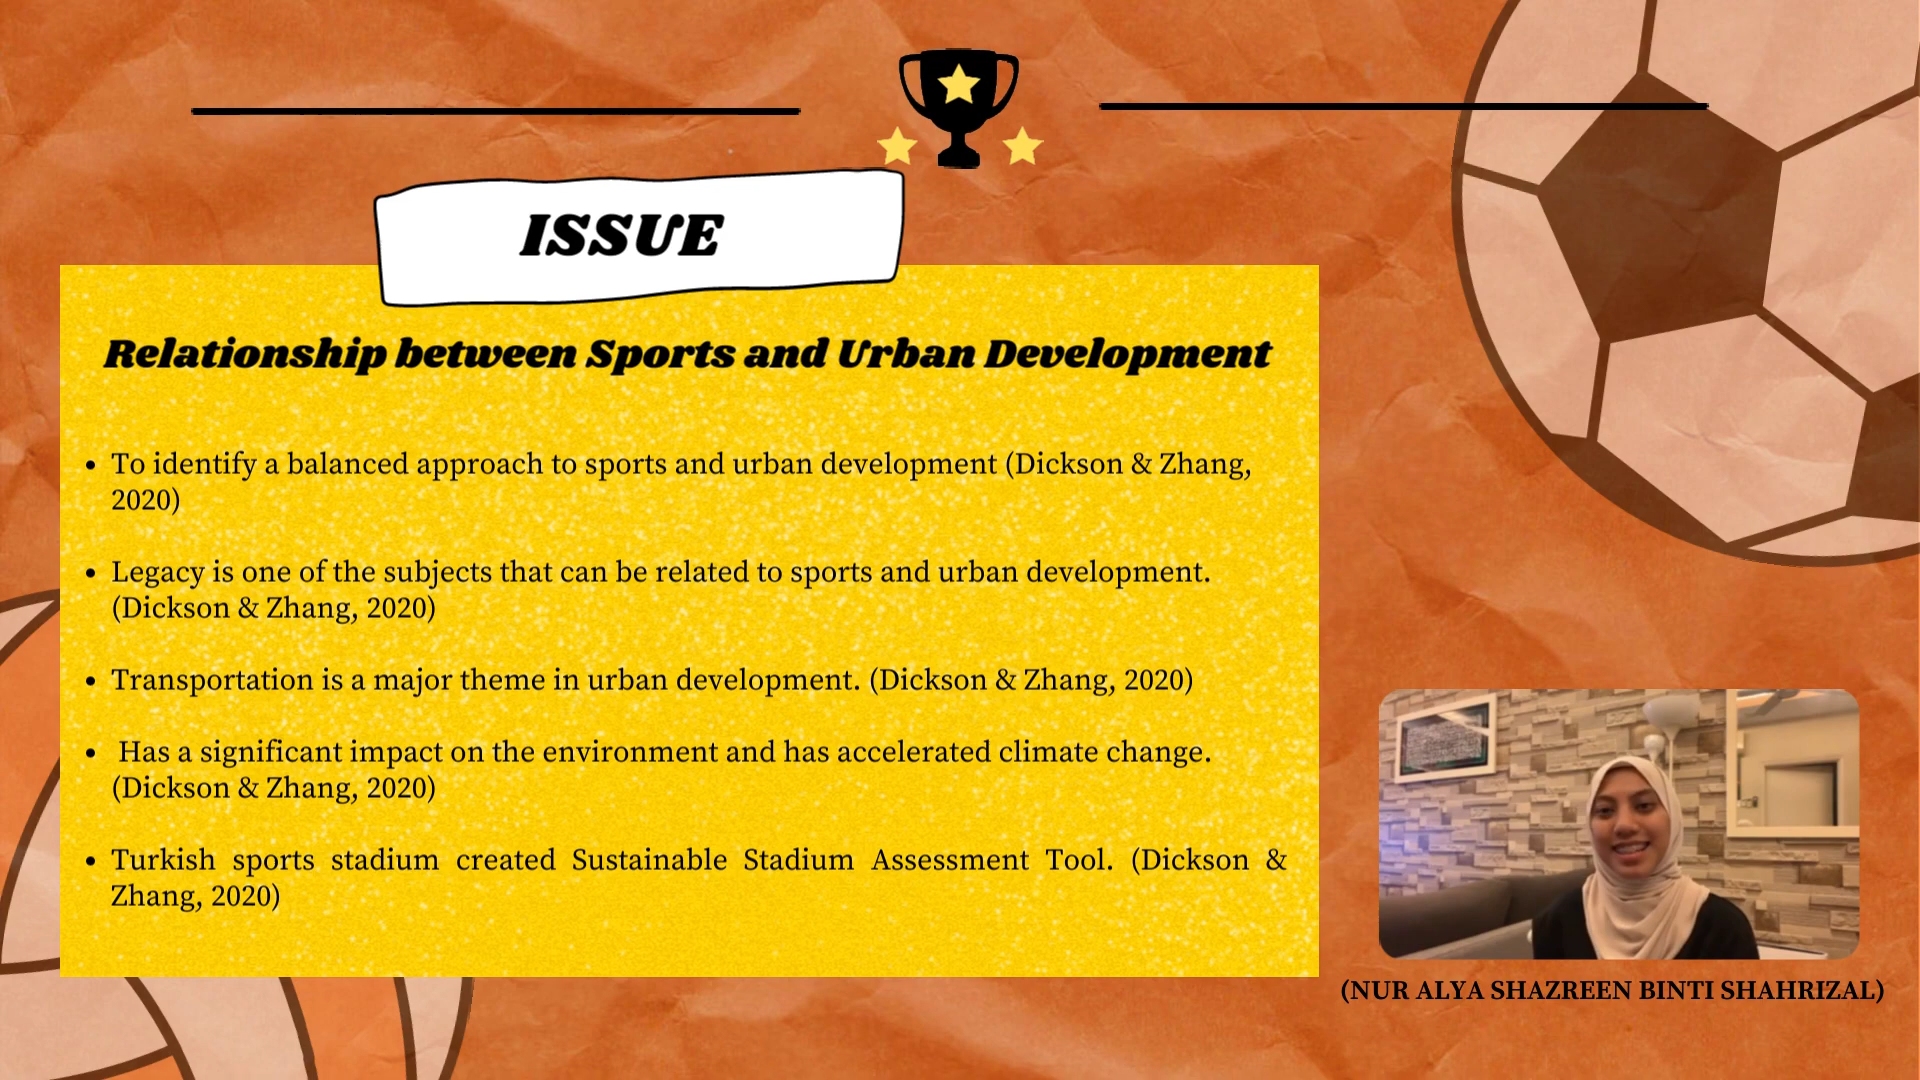 ISSUE
Relationship between Sports and Urban Development
• To identify a balanced approach to sports and urban development (Dickson & Zhang,
2020)
• Legacy is one of the subjects that can be related to sports and urban development.
(Dickson & Zhang, 2020)
• Transportation is a major theme in urban development. (Dickson & Zhang, 2020)
• Has a significant impact on the environment and has accelerated climate change.
(Dickson & Zhang, 2020)
• Turkish sports stadium created Sustainable Stadium Assessment Tool. (Dickson &
Zhang, 2020)
(NUR ALYA SHAZREEN BINTI SHAHRIZAL)